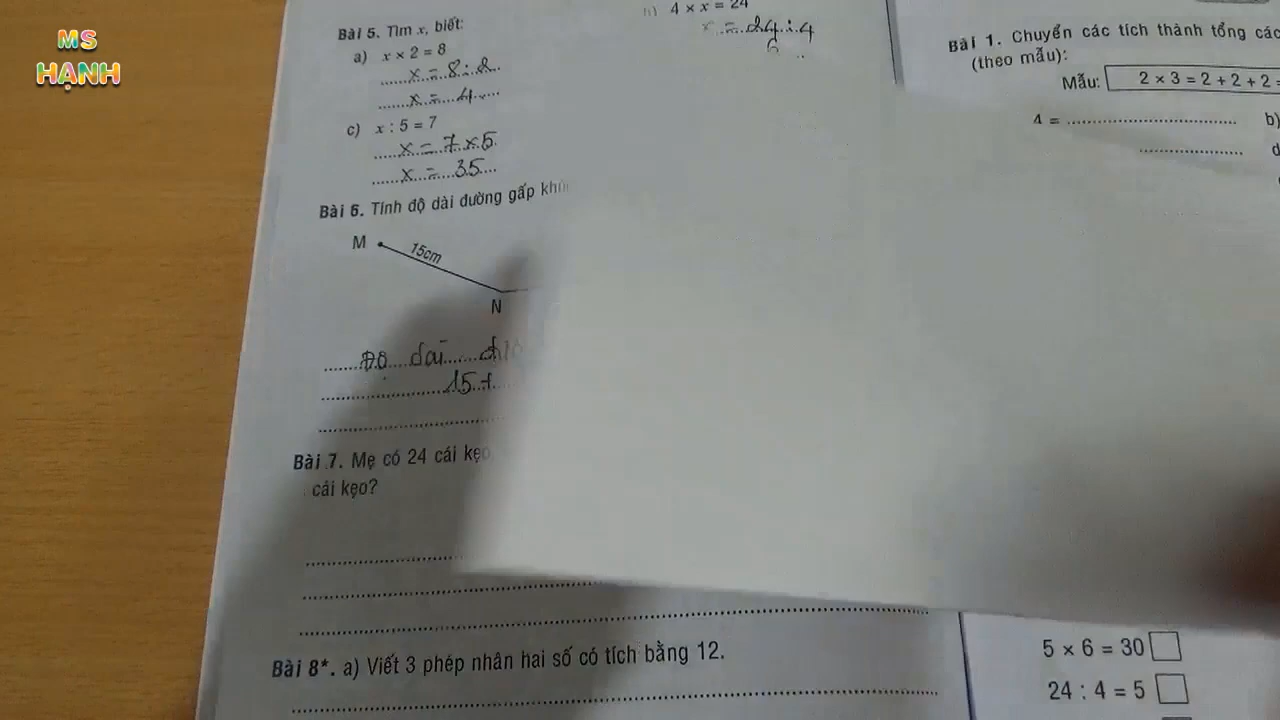 MS
HẠNH
Bài 5. Tìm x, biết:
a) x × 2 = 8
x = 8 : 2
x = 4
c) x : 5 = 7
x = 7 × 5
x = 35
4 × x = 24
x = 24 : 4
6
Bài 6. Tính độ dài đường gấp
M
15cm
N
Độ dài
15 +
Bài 7. Mẹ có 24 cái kẹo
cái kẹo?
Bài 8*. a) Viết 3 phép nhân hai số có tích bằng 12.
Bài 1. Chuyển các tích thành tổng các
(theo mẫu):
Mẫu: 2 × 3 = 2 + 2 + 2 =
4 = b)
5 × 6 = 30
24 : 4 = 5